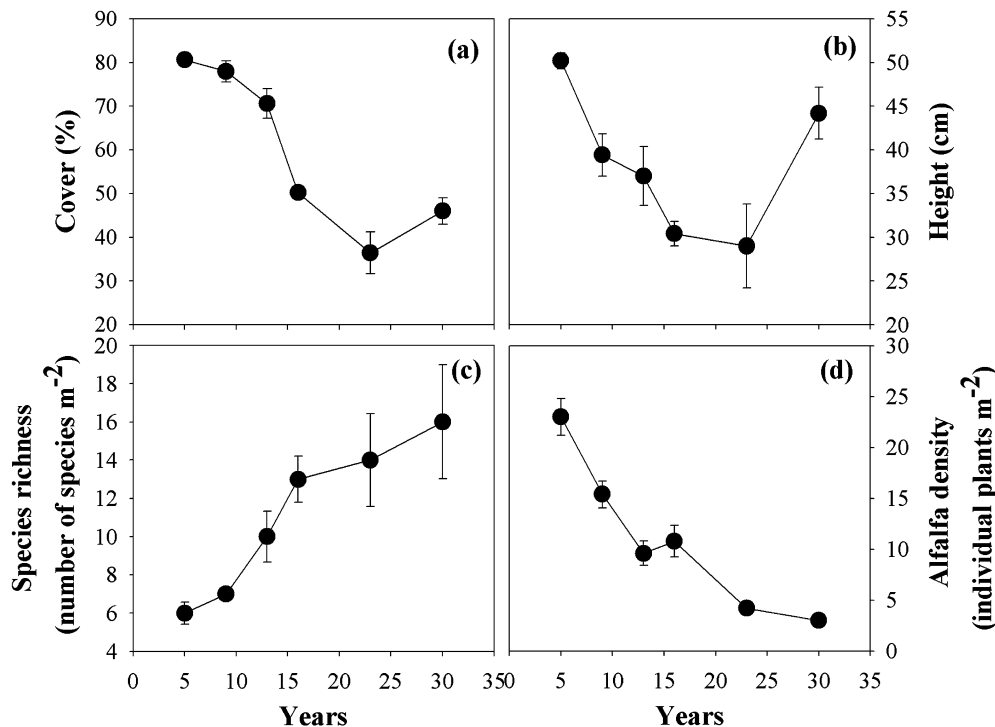 90
80
70
60
50
40
30
20
Cover (%)
(a)
(b)
55
50
45
40
35
30
25
20
Height (cm)
20
18
16
14
12
10
8
6
4
Species richness
(number of species m⁻²)
(c)
(d)
30
25
20
15
10
5
0
Alfalfa density
(individual plants m⁻²)
0 5 10 15 20 25 30 35 0 5 10 15 20 25 30 35
Years Years